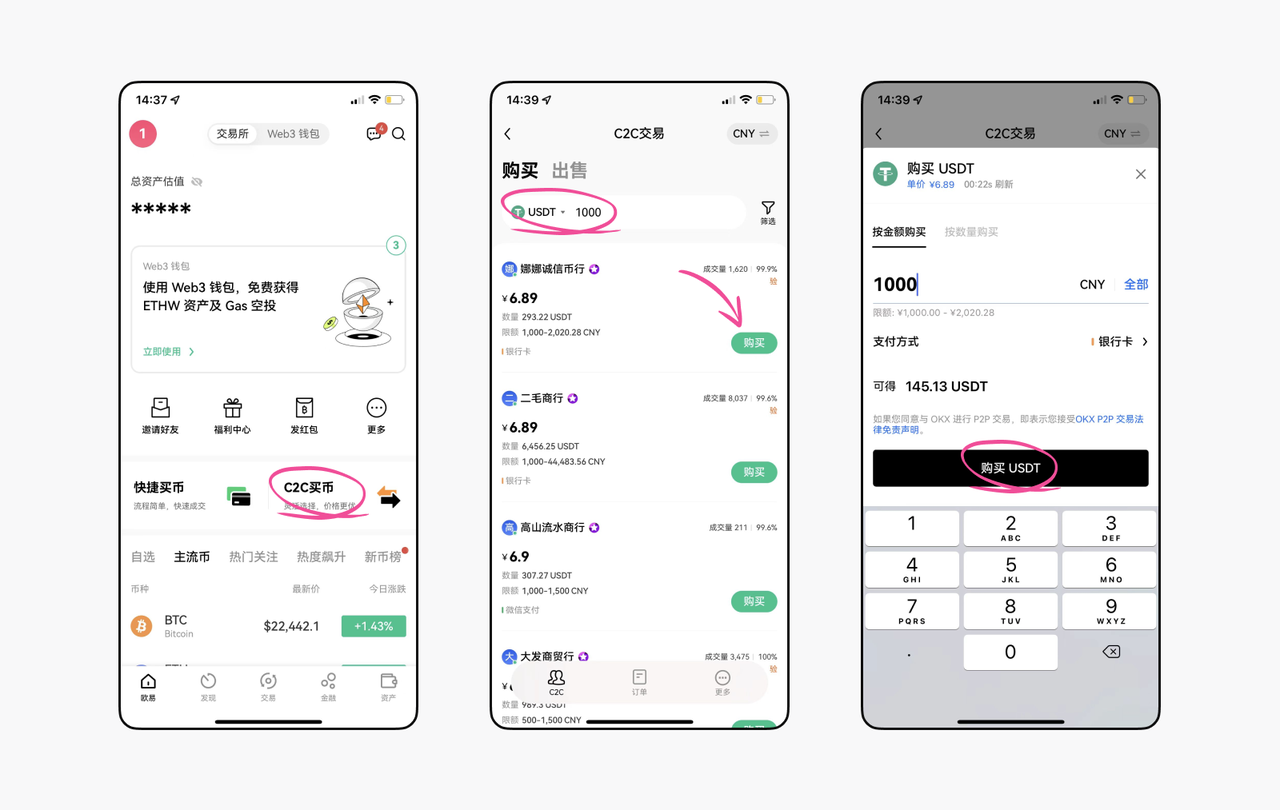 14:37
1
交易所 Web3 钱包
4
总资产估值
*****
3
Web3 钱包
使用 Web3 钱包，免费获得
ETHW 资产及 Gas 空投
立即使用 >
邀请好友 福利中心 发红包 更多
快捷买币
流程简单，快速成交
C2C买币
灵活选择，价格更优
自选 主流币 热门关注 热度飙升 新币榜
币种 最新价 今日涨跌
BTC
Bitcoin
$22,442.1
+1.43%
欧易 发现 交易 金融 资产
14:39
C2C交易
CNY
购买 出售
USDT 1000
筛选
娜 娜娜诚信币行
成交量 1,620 | 99.9%
验
¥6.89
数量 293.22 USDT
限额 1,000-2,020.28 CNY
购买
银行卡
二 二毛商行
成交量 8,037 | 99.6%
验
¥6.89
数量 6,456.25 USDT
限额 1,000-44,483.56 CNY
购买
银行卡
高 高山流水商行
成交量 211 | 99.6%
¥6.9
数量 307.27 USDT
限额 1,000-1,500 CNY
购买
微信支付
大 大发商贸行
成交量 3,475 | 100%
验
¥
C2C 订单 更多
数量 969.3 USDT
限额 500-1,500 CNY
购买
14:39
C2C交易
CNY
购买 USDT
单价 ¥6.89 00:22s 刷新
按金额购买 按数量购买
1000
CNY 全部
限额: ¥1,000.00 - ¥2,020.28
支付方式
银行卡 >
可得 145.13 USDT
如果您同意与 OKX 进行 P2P 交易，即表示您接受OKX P2P 交易法
律免责声明。
购买 USDT
1
2
ABC
3
DEF
4
GHI
5
JKL
6
MNO
7
PQRS
8
TUV
9
WXYZ
.
0